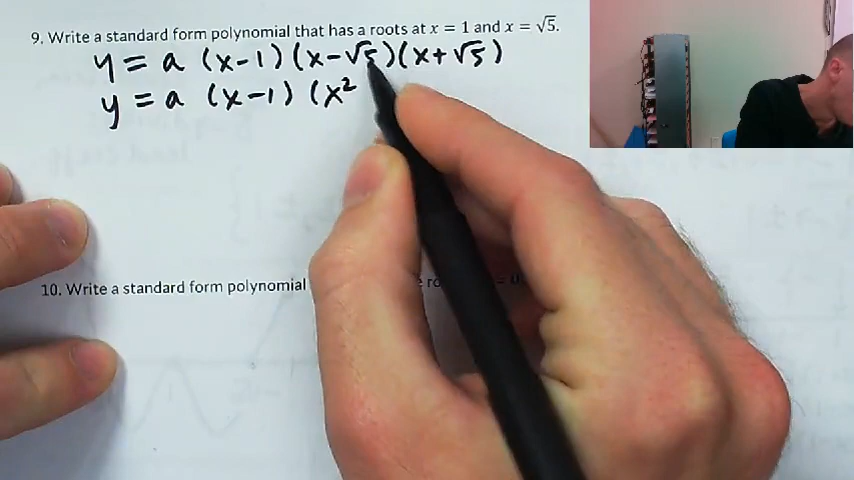 9. Write a standard form polynomial that has a roots at x = 1 and x = √5.
y = a (x-1)(x-√5)(x+√5)
y = a (x-1) (x²
10. Write a standard form polynomial